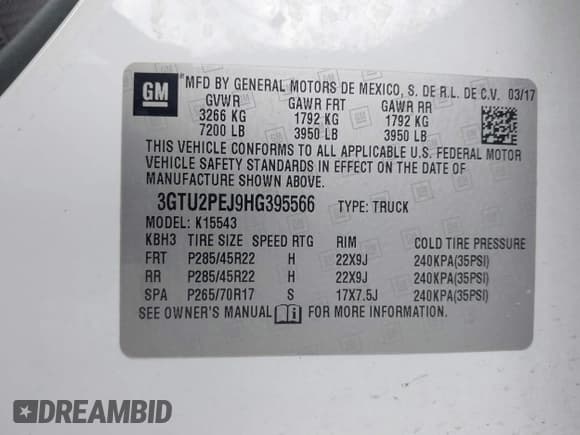 GM
MFD BY GENERAL MOTORS DE MEXICO, S. DE R.L. DE C.V. 03/17
GVWR GAWR FRT GAWR RR
3266 KG 1792 KG 1792 KG
7200 LB 3950 LB 3950 LB
THIS VEHICLE CONFORMS TO ALL APPLICABLE U.S. FEDERAL MOTOR
VEHICLE SAFETY STANDARDS IN EFFECT ON THE DATE OF
MANUFACTURE SHOWN ABOVE.
3GTU2PEJ9HG395566 TYPE: TRUCK
MODEL: K15543
KBH3 TIRE SIZE SPEED RTG RIM COLD TIRE PRESSURE
FRT P285/45R22 H 22X9J 240KPA(35PSI)
RR P285/45R22 H 22X9J 240KPA(35PSI)
SPA P265/70R17 S 17X7.5J 240KPA(35PSI)
SEE OWNER'S MANUAL FOR MORE INFORMATION.
DREAMBID